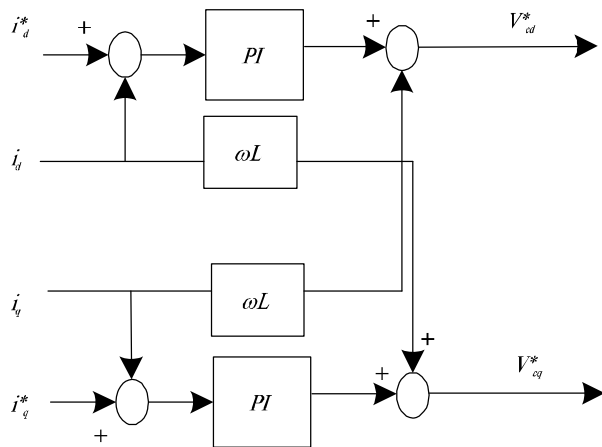 i*d
+
PI
+
V*cd
id
ωL
iq
ωL
+
i*q
+
PI
+
V*cq